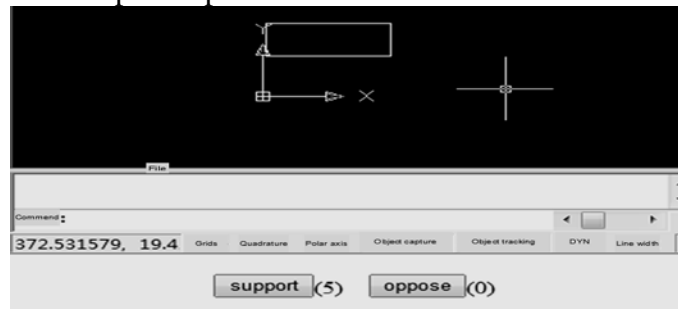 Y
X
File
Command:
372.531579, 19.4 Grids Quadrature Polar axis Object capture Object tracking DYN Line width
support (5) oppose (0)